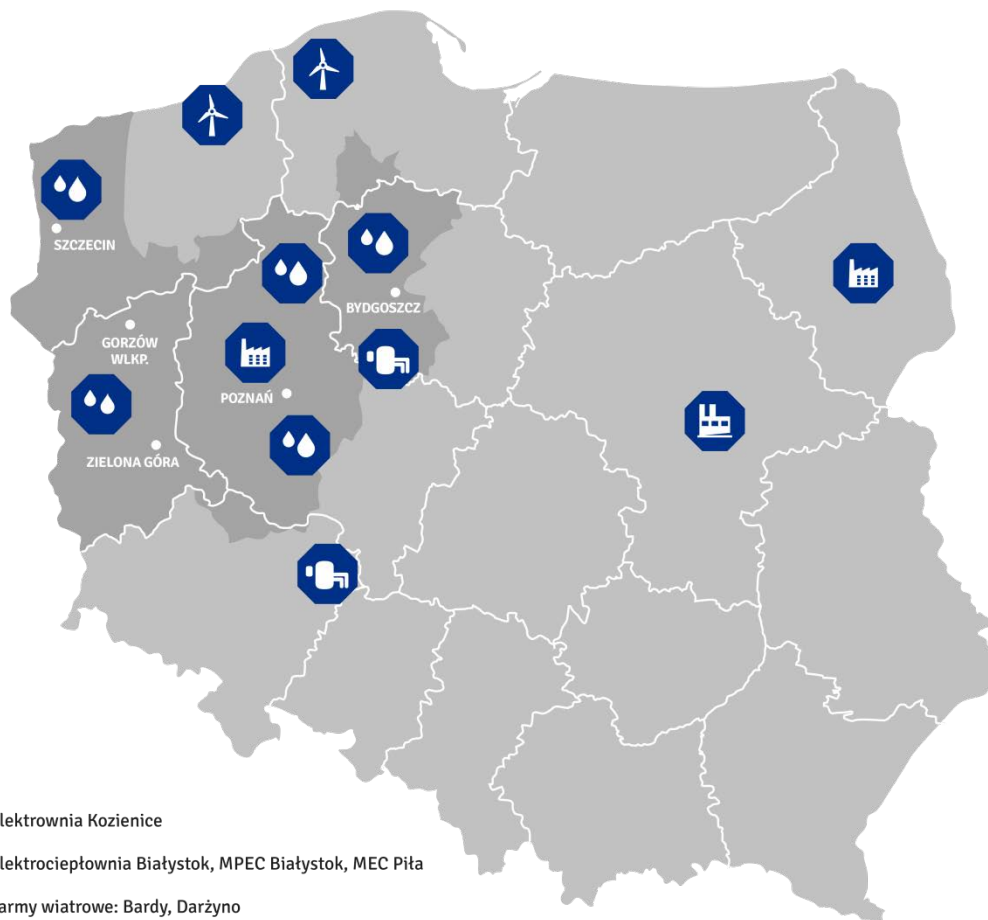 SZCZECIN
BYDGOSZCZ
GORZÓW
WLKP.
POZNAŃ
ZIELONA GÓRA
lektrownia Kozienice
lektrociepłownia Białystok, MPEC Białystok, MEC Piła
army wiatrowe: Bardy, Darżyno